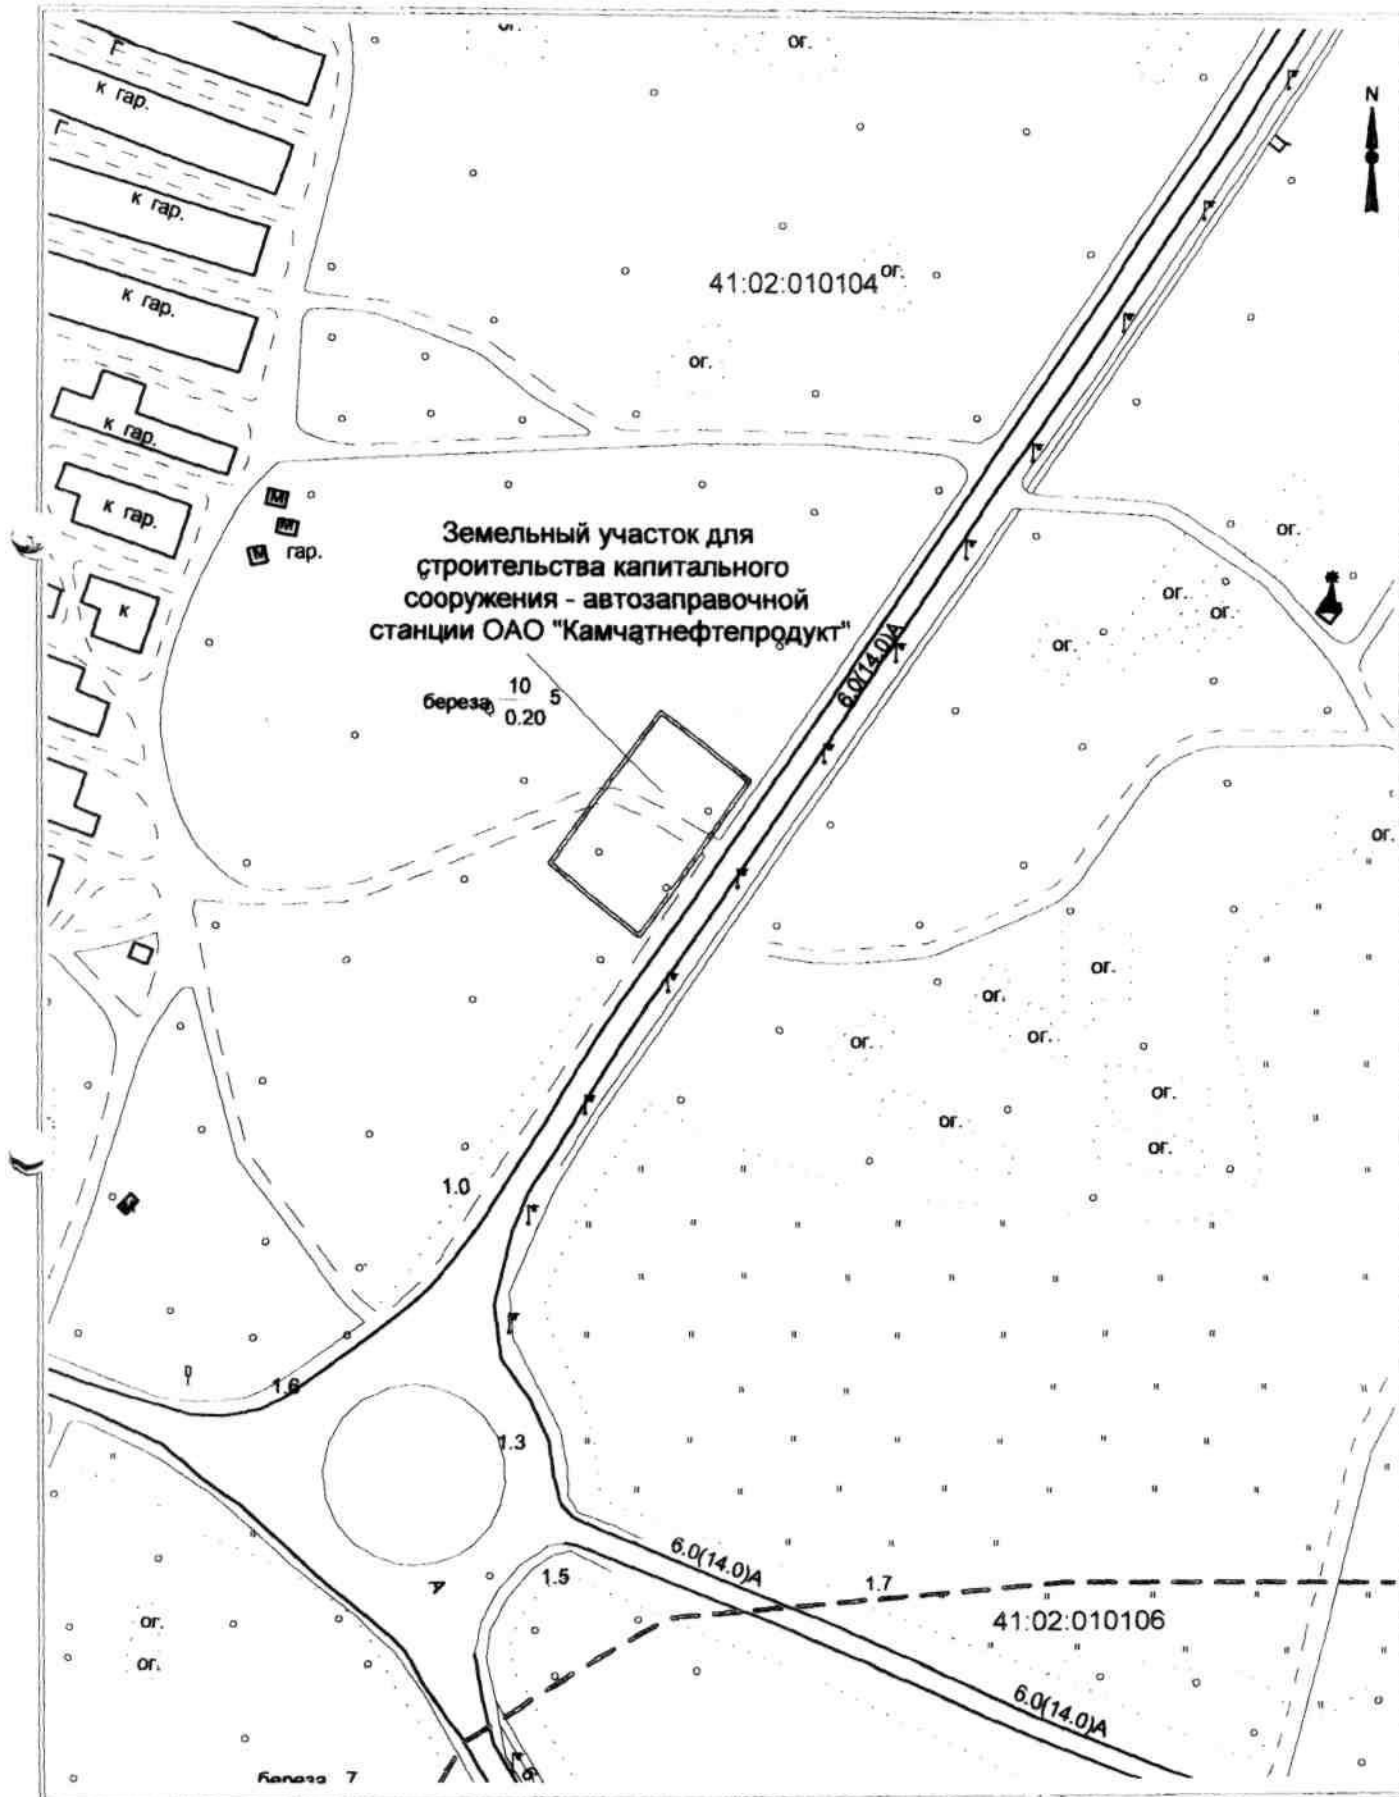 ог.
ог.
Г
к гар.
N
Г
к гар.
41:02:010104
ог.
к гар.
ог.
к гар.
к гар.
М
М
М гар.
ог.
Земельный участок для
строительства капитального
сооружения - автозаправочной
станции ОАО "Камчатнефтепродукт"
к
ог.
ог.
ог.
6.0(14.0)А
береза 10 5
0.20
ог.
ог.
ог.
ог.
ог.
ог.
ог.
ог.
1.0
1.6
1.3
6.0(14.0)А
1.5
1.7
41:02:010106
ог.
ог.
6.0(14.0)А
береза 7